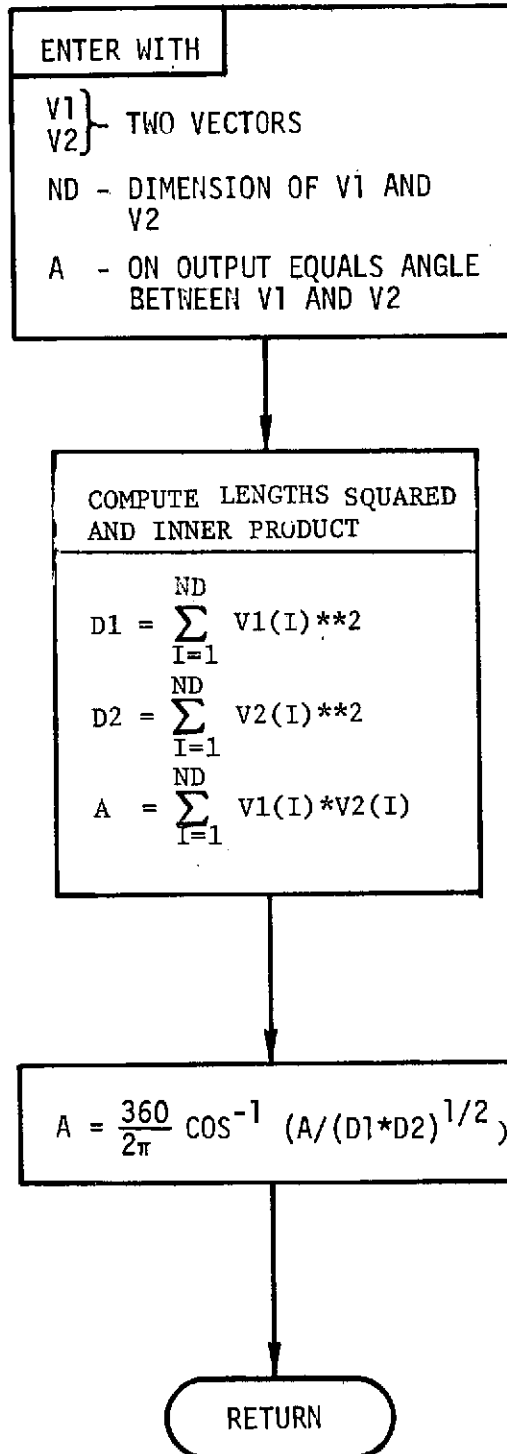 ENTER WITH
V1
V2} TWO VECTORS
ND - DIMENSION OF V1 AND
V2
A - ON OUTPUT EQUALS ANGLE
BETWEEN V1 AND V2
COMPUTE LENGTHS SQUARED
AND INNER PRODUCT
ND
D1 = ∑ V1(I)**2
I=1
ND
D2 = ∑ V2(I)**2
I=1
ND
A = ∑ V1(I)*V2(I)
I=1
A = 360/2π COS⁻¹ (A/(D1*D2)^1/2)
RETURN